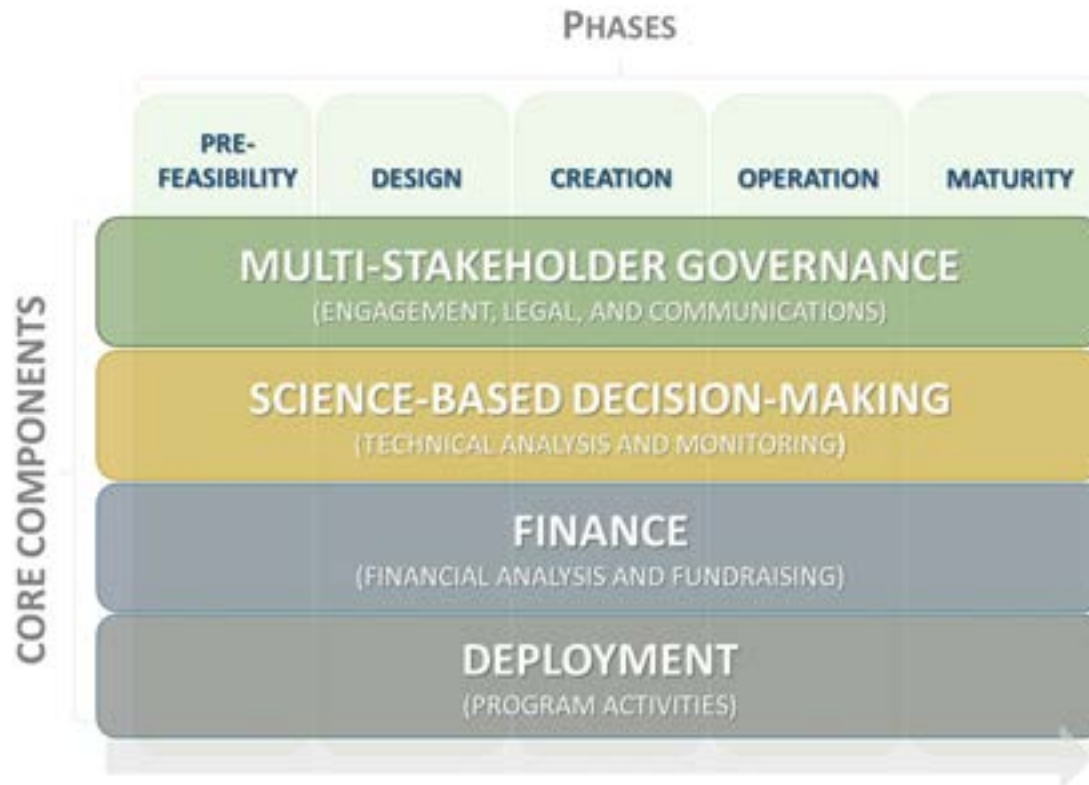 PHASES
PRE-
FEASIBILITY
DESIGN
CREATION
OPERATION
MATURITY
CORE COMPONENTS
MULTI-STAKEHOLDER GOVERNANCE
(ENGAGEMENT, LEGAL, AND COMMUNICATIONS)
SCIENCE-BASED DECISION-MAKING
(TECHNICAL ANALYSIS AND MONITORING)
FINANCE
(FINANCIAL ANALYSIS AND FUNDRAISING)
DEPLOYMENT
(PROGRAM ACTIVITIES)